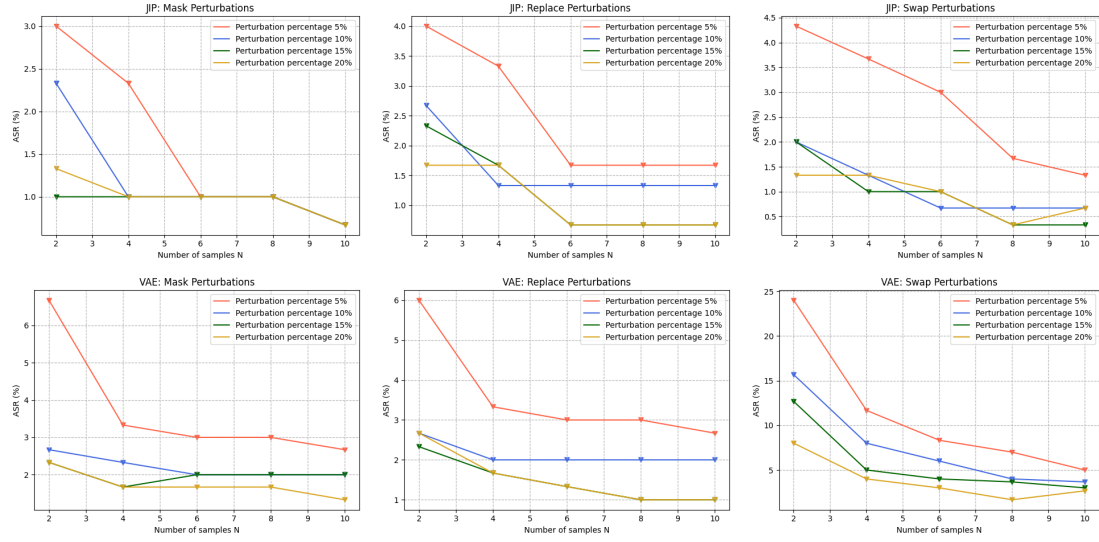 JIP: Mask Perturbations
3.0
2.5
2.0
1.5
1.0
ASR (%)
Perturbation percentage 5%
Perturbation percentage 10%
Perturbation percentage 15%
Perturbation percentage 20%
2 3 4 5 6 7 8 9 10
Number of samples N
JIP: Replace Perturbations
4.0
3.5
3.0
2.5
2.0
1.5
1.0
ASR (%)
Perturbation percentage 5%
Perturbation percentage 10%
Perturbation percentage 15%
Perturbation percentage 20%
2 3 4 5 6 7 8 9 10
Number of samples N
JIP: Swap Perturbations
4.5
4.0
3.5
3.0
2.5
2.0
1.5
1.0
0.5
ASR (%)
Perturbation percentage 5%
Perturbation percentage 10%
Perturbation percentage 15%
Perturbation percentage 20%
2 3 4 5 6 7 8 9 10
Number of samples N
VAE: Mask Perturbations
6
5
4
3
2
ASR (%)
Perturbation percentage 5%
Perturbation percentage 10%
Perturbation percentage 15%
Perturbation percentage 20%
2 3 4 5 6 7 8 9 10
Number of samples N
VAE: Replace Perturbations
6
5
4
3
2
1
ASR (%)
Perturbation percentage 5%
Perturbation percentage 10%
Perturbation percentage 15%
Perturbation percentage 20%
2 3 4 5 6 7 8 9 10
Number of samples N
VAE: Swap Perturbations
25
20
15
10
5
ASR (%)
Perturbation percentage 5%
Perturbation percentage 10%
Perturbation percentage 15%
Perturbation percentage 20%
2 3 4 5 6 7 8 9 10
Number of samples N